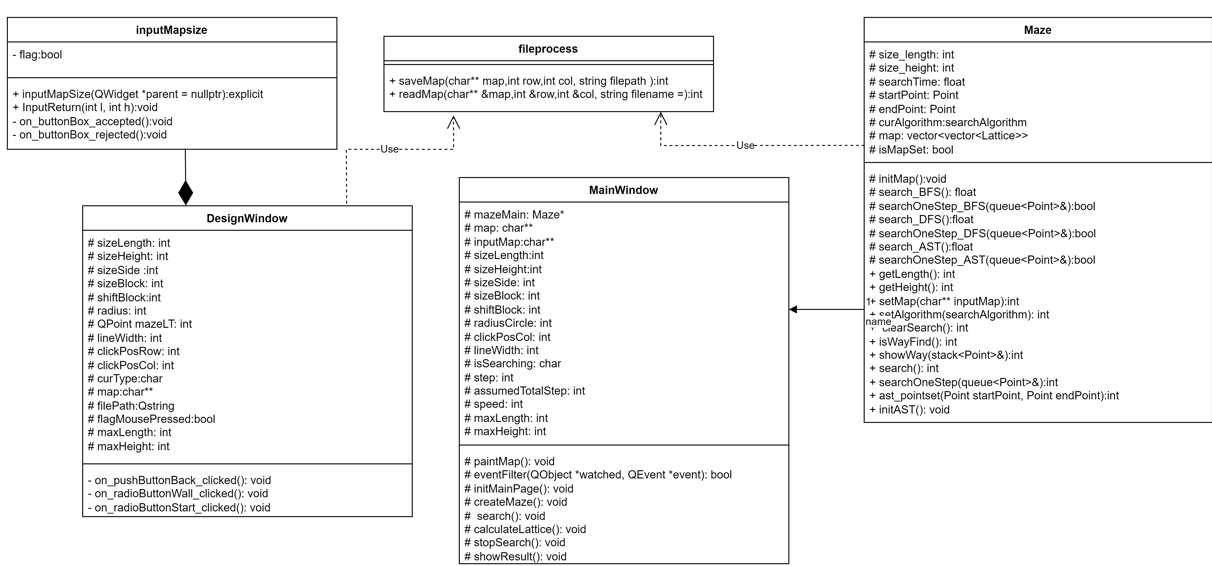 inputMapsize
- flag:bool
+ inputMapSize(QWidget *parent = nullptr):explicit
+ InputReturn(int l, int h):void
- on_buttonBox_accepted():void
- on_buttonBox_rejected():void
fileprocess
+ saveMap(char** map,int row,int col, string filepath ):int
+ readMap(char** &map,int &row,int &col, string filename =):int
Use
Use
DesignWindow
# sizeLength: int
# sizeHeight: int
# sizeSide :int
# sizeBlock: int
# shiftBlock:int
# radius: int
# QPoint mazeLT: int
# lineWidth: int
# clickPosRow: int
# clickPosCol: int
# curType:char
# map:char**
# filePath:Qstring
# flagMousePressed:bool
# maxLength: int
# maxHeight: int
- on_pushButtonBack_clicked(): void
- on_radioButtonWall_clicked(): void
- on_radioButtonStart_clicked(): void
MainWindow
# mazeMain: Maze*
# map: char**
# inputMap:char**
# sizeLength:int
# sizeHeight:int
# sizeSide: int
# sizeBlock: int
# shiftBlock: int
# radiusCircle: int
# clickPosCol: int
# lineWidth: int
# isSearching: char
# step: int
# assumedTotalStep: int
# speed: int
# maxLength: int
# maxHeight: int
# paintMap(): void
# eventFilter(QObject *watched, QEvent *event): bool
# initMainPage(): void
# createMaze(): void
#  search(): void
# calculateLattice(): void
# stopSearch(): void
# showResult(): void
Maze
# size_length: int
# size_height: int
# searchTime: float
# startPoint: Point
# endPoint: Point
# curAlgorithm:searchAlgorithm
# map: vector<vector<Lattice>>
# isMapSet: bool
# initMap():void
# search_BFS(): float
# searchOneStep_BFS(queue<Point>&):bool
# search_DFS():float
# searchOneStep_DFS(queue<Point>&):bool
# search_AST():float
# searchOneStep_AST(queue<Point>&):bool
+ getLength(): int
+ getHeight(): int
+ setMap(char** inputMap):int
+ setAlgorithm(searchAlgorithm): int
+ clearSearch(): int
+ isWayFind(): int
+ showWay(stack<Point>&):int
+ search(): int
+ searchOneStep(queue<Point>&):int
+ ast_pointset(Point startPoint, Point endPoint):int
+ initAST(): void
1
name